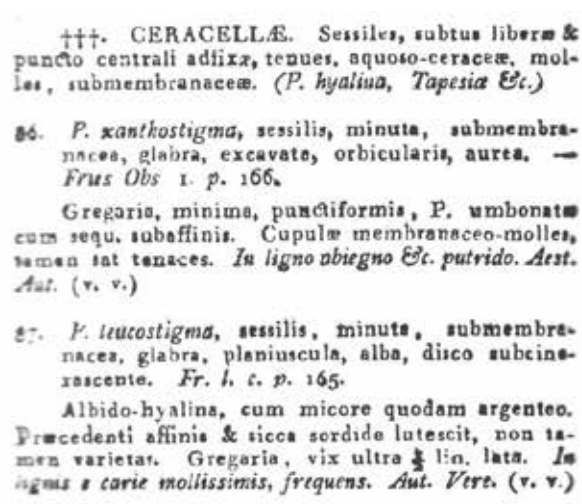 †††. CERACELLÆ. Sessiles, subtus liberæ &
puncto centrali adfixæ, tenues, aquoso-ceraceæ, mol-
les, submembranaceæ. (P. hyalina, Tapesia &c.)
86. P. xanthostigma, sessilis, minuta, submembra-
nacea, glabra, excavata, orbicularis, aurea. —
Frus Obs 1. p. 166.
Gregaria, minima, punctiformis, P. umbonatæ
cum sequ. subaffinis. Cupulæ membranaceo-molles,
tamen sat tenaces. In ligno abiegno &c. putrido. Aest.
Aut. (v. v.)
87. P. leucostigma, sessilis, minuta, submembra-
nacea, glabra, planiuscula, alba, disco subcine-
rascente. Fr. l. c. p. 165.
Albido-hyalina, cum micore quodam argenteo.
Præcedenti affinis & sicca sordide lutescit, non ta-
men varietas. Gregaria, vix ultra ½ lin. lata. In
lignis a carie mollissimis, frequens. Aut. Vere. (v. v.)